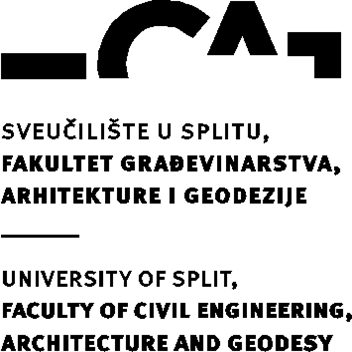 SVEUČILIŠTE U SPLITU,
FAKULTET GRAĐEVINARSTVA,
ARHITEKTURE I GEODEZIJE
UNIVERSITY OF SPLIT,
FACULTY OF CIVIL ENGINEERING,
ARCHITECTURE AND GEODESY